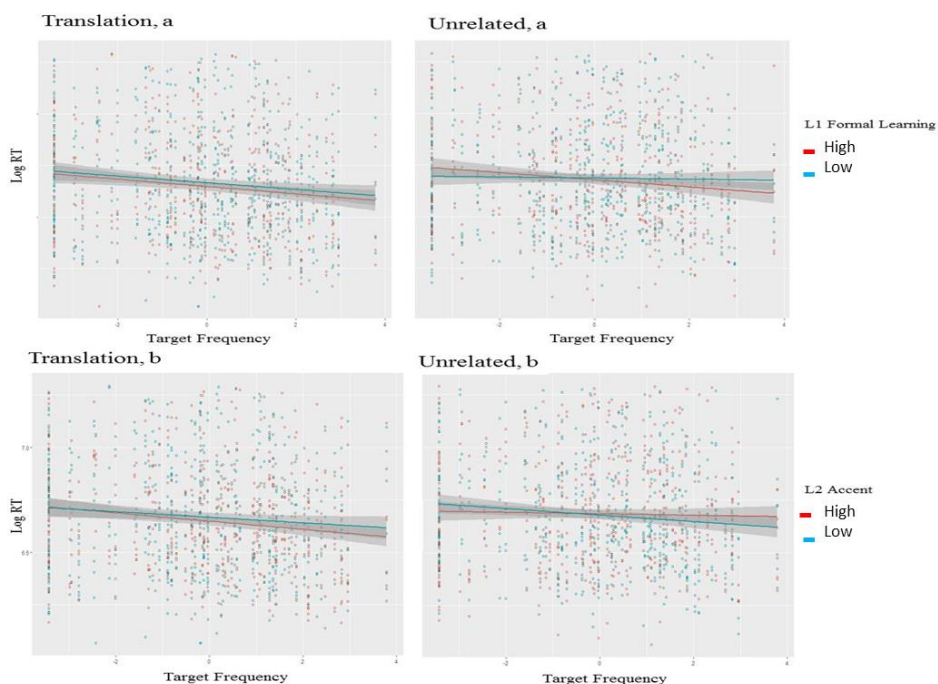 Translation, a
Unrelated, a
Log RT
L1 Formal Learning
High
Low
-2
0
2
4
-2
0
2
4
Target Frequency
Target Frequency
Translation, b
Unrelated, b
Log RT
7.0
6.5
L2 Accent
High
Low
-2
0
2
4
-2
0
2
4
Target Frequency
Target Frequency